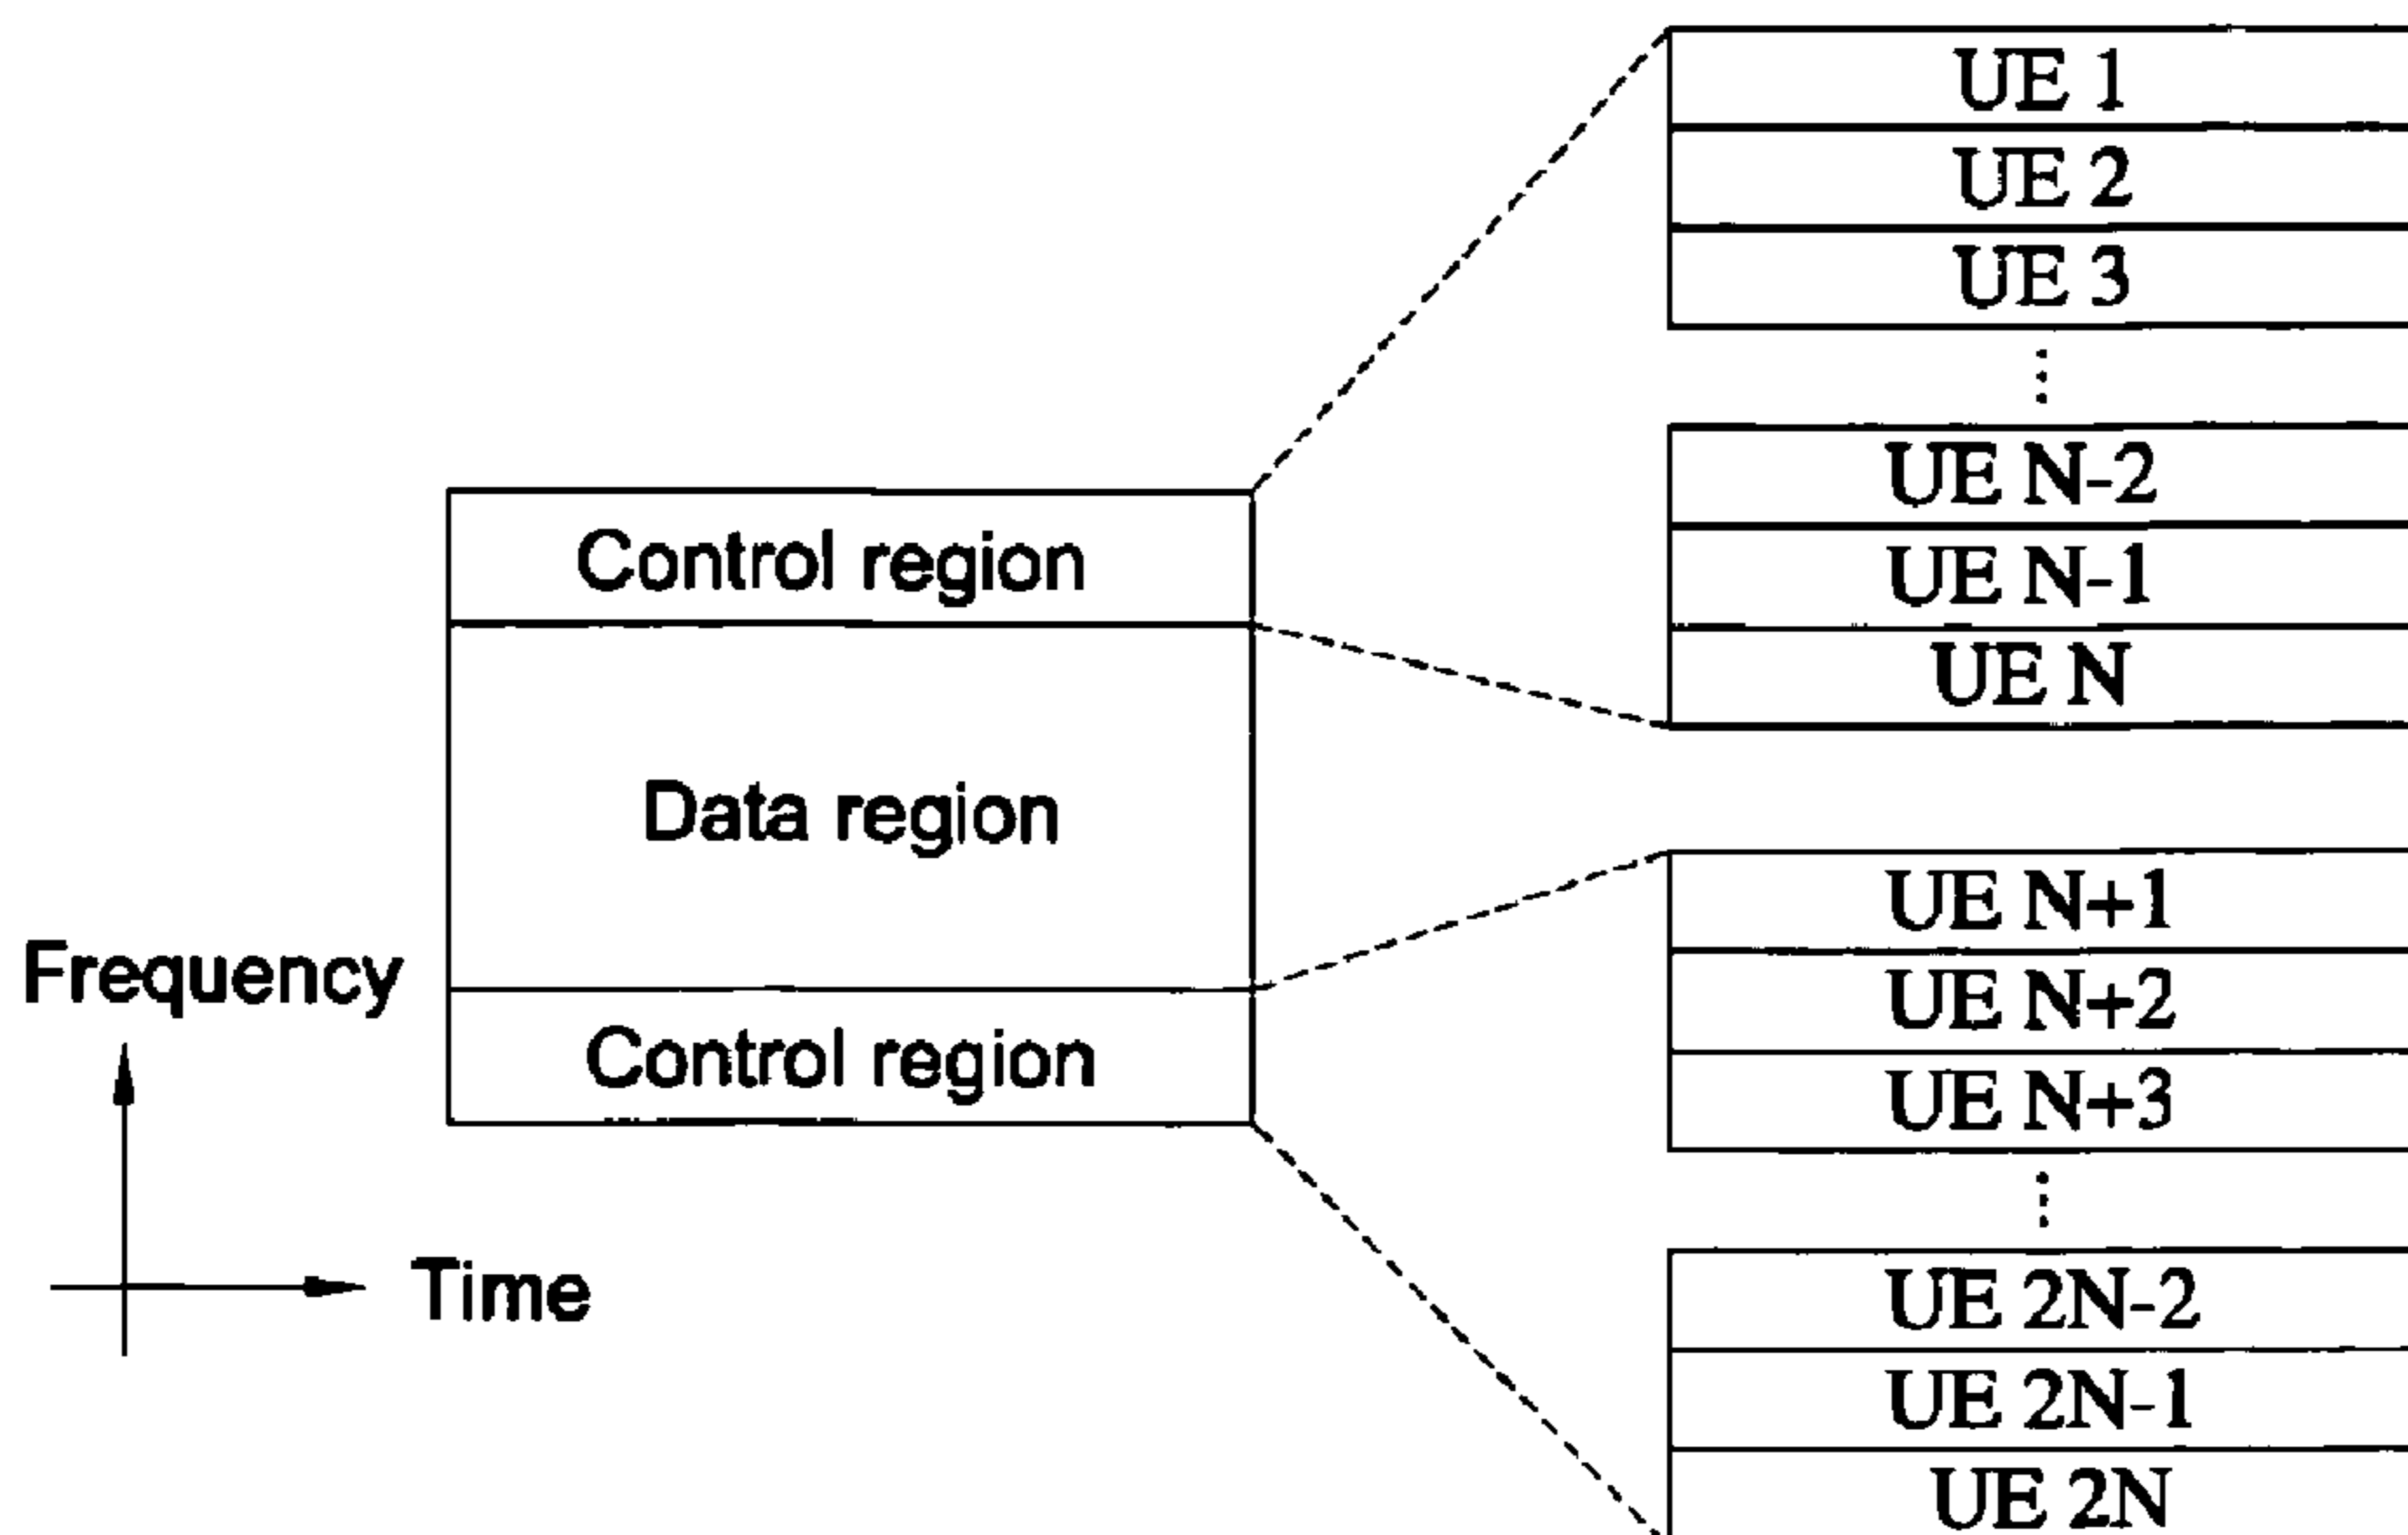 UE 1
UE 2
UE 3
UE N-2
UE N-1
UE N
Control region
Data region
Control region
Frequency
Time
UE N+1
UE N+2
UE N+3
UE 2N-2
UE 2N-1
UE 2N